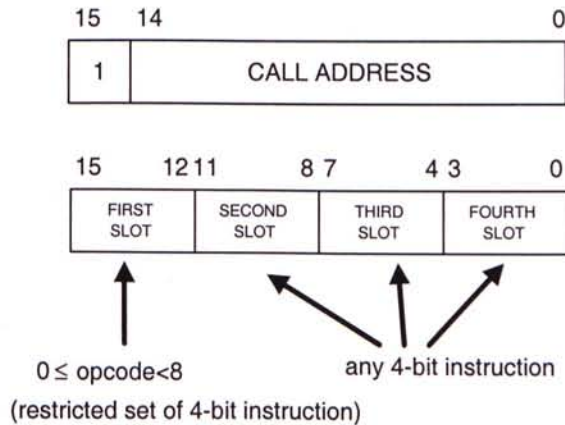 15 14 0
1 CALL ADDRESS
15 12 11 8 7 4 3 0
FIRST SECOND THIRD FOURTH
SLOT SLOT SLOT SLOT
0 ≤ opcode<8 any 4-bit instruction
(restricted set of 4-bit instruction)